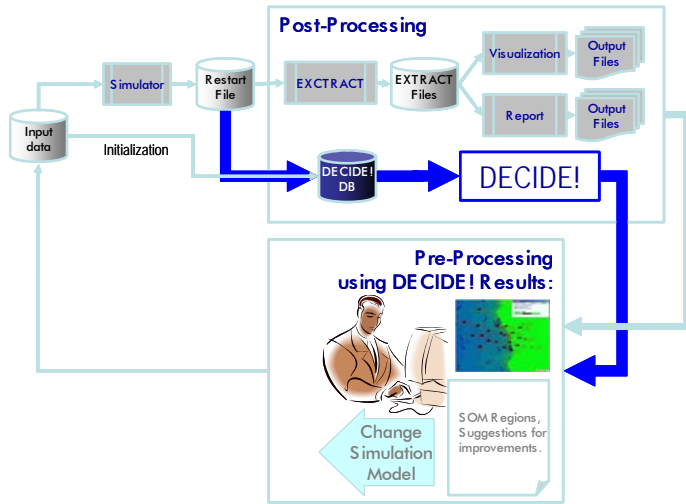 Post-Processing
Visualization
Output
Files
Simulator
Restart
File
EXCTRACT
EXTRACT
Files
Report
Output
Files
Input
data
Initialization
DECIDE!
DB
DECIDE!
Pre-Processing
using DECIDE! Results:
SOM Regions,
Suggestions for
improvements.
Change
Simulation
Model